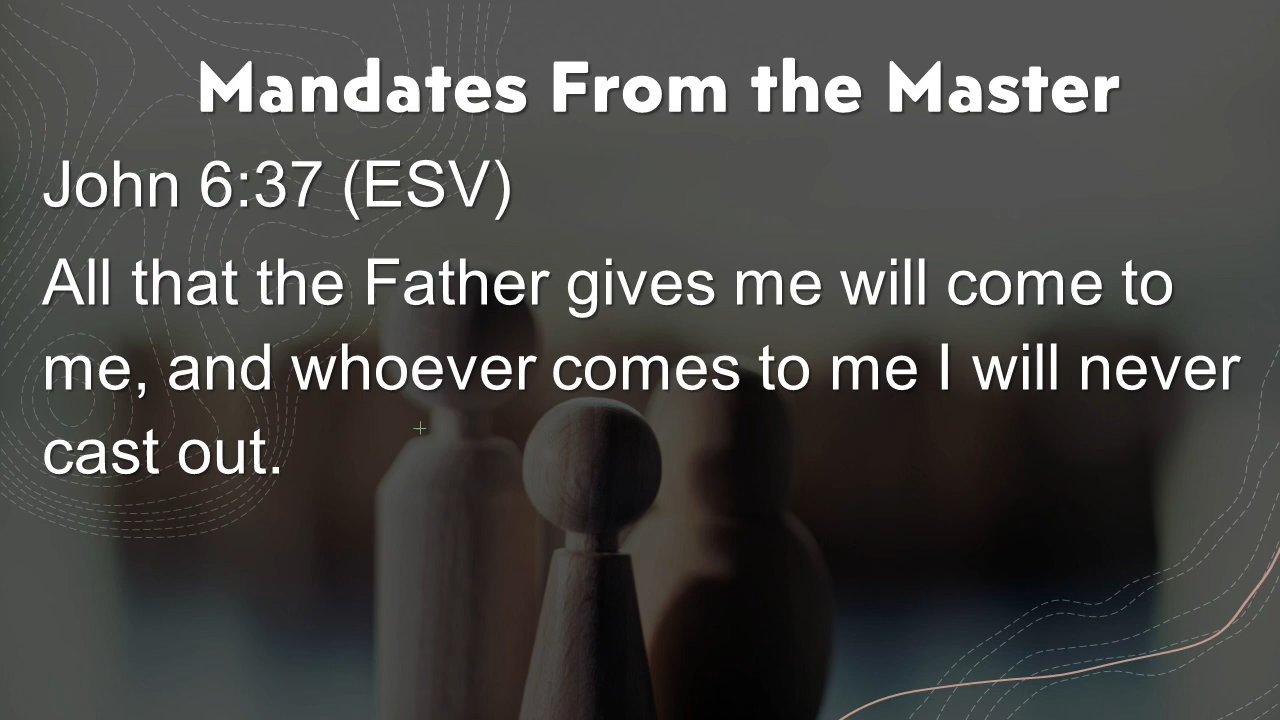 Mandates From the Master
John 6:37 (ESV)
All that the Father gives me will come to
me, and whoever comes to me I will never
cast out.